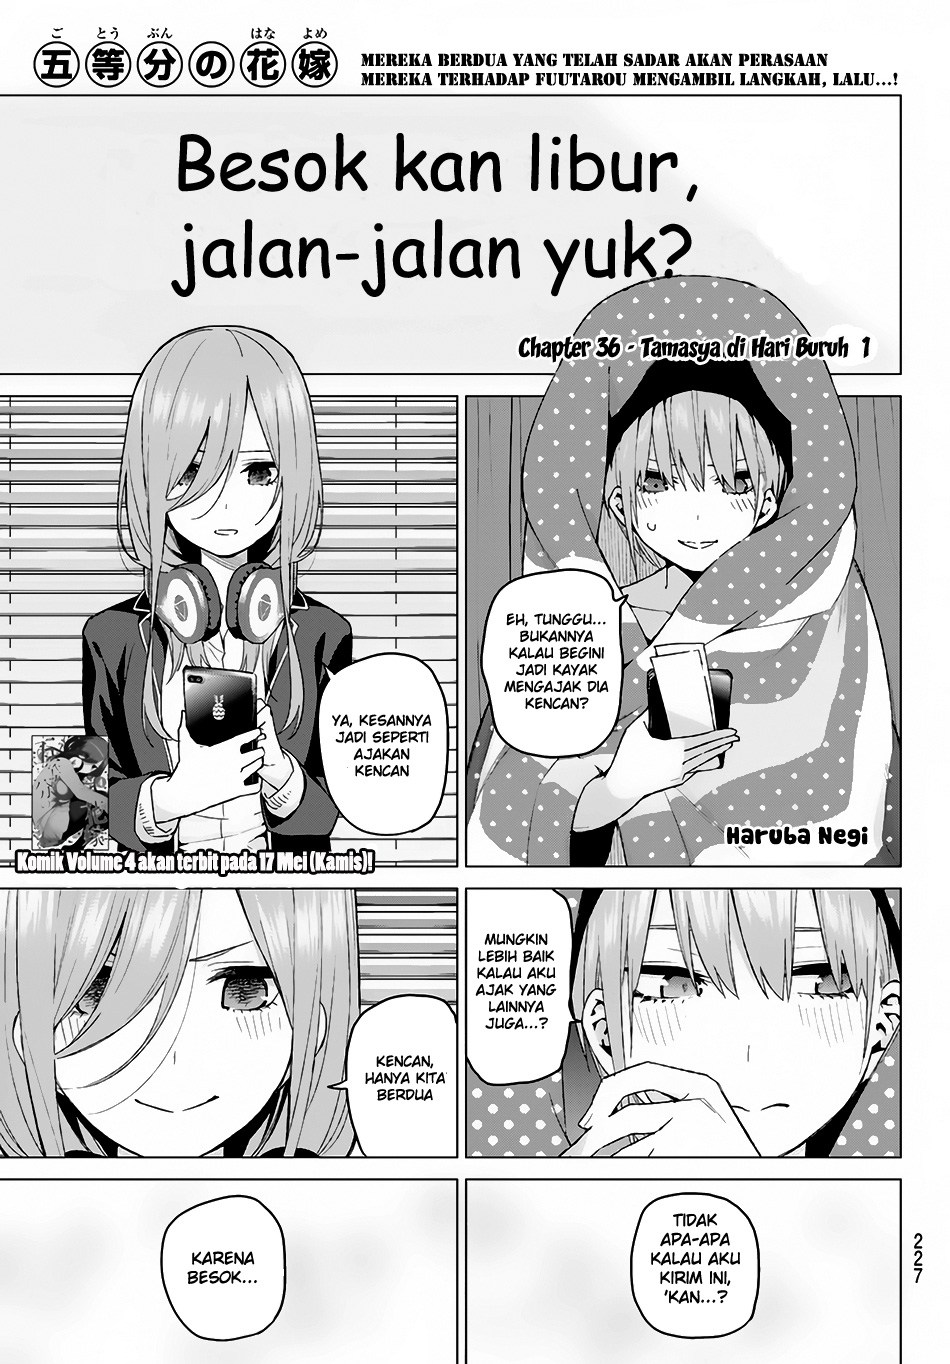 ご とう ぶん はな よめ
五等分の花嫁
MEREKA BERDUA YANG TELAH SADAR AKAN PERASAAN
MEREKA TERHADAP FUUTAROU MENGAMBIL LANGKAH, LALU...!
Besok kan libur,
jalan-jalan yuk?
Chapter 36 - Tamasya di Hari Buruh 1
EH, TUNGGU...
BUKANNYA
KALAU BEGINI
JADI KAYAK
MENGAJAK DIA
KENCAN?
Haruba Negi
YA, KESANNYA
JADI SEPERTI
AJAKAN
KENCAN
Komik Volume 4 akan terbit pada 17 Mei (Kamis)!
MUNGKIN
LEBIH BAIK
KALAU AKU
AJAK YANG
LAINNYA
JUGA...?
KENCAN,
HANYA KITA
BERDUA
TIDAK
APA-APA
KALAU AKU
KIRIM INI,
'KAN...?
KARENA
BESOK...
227